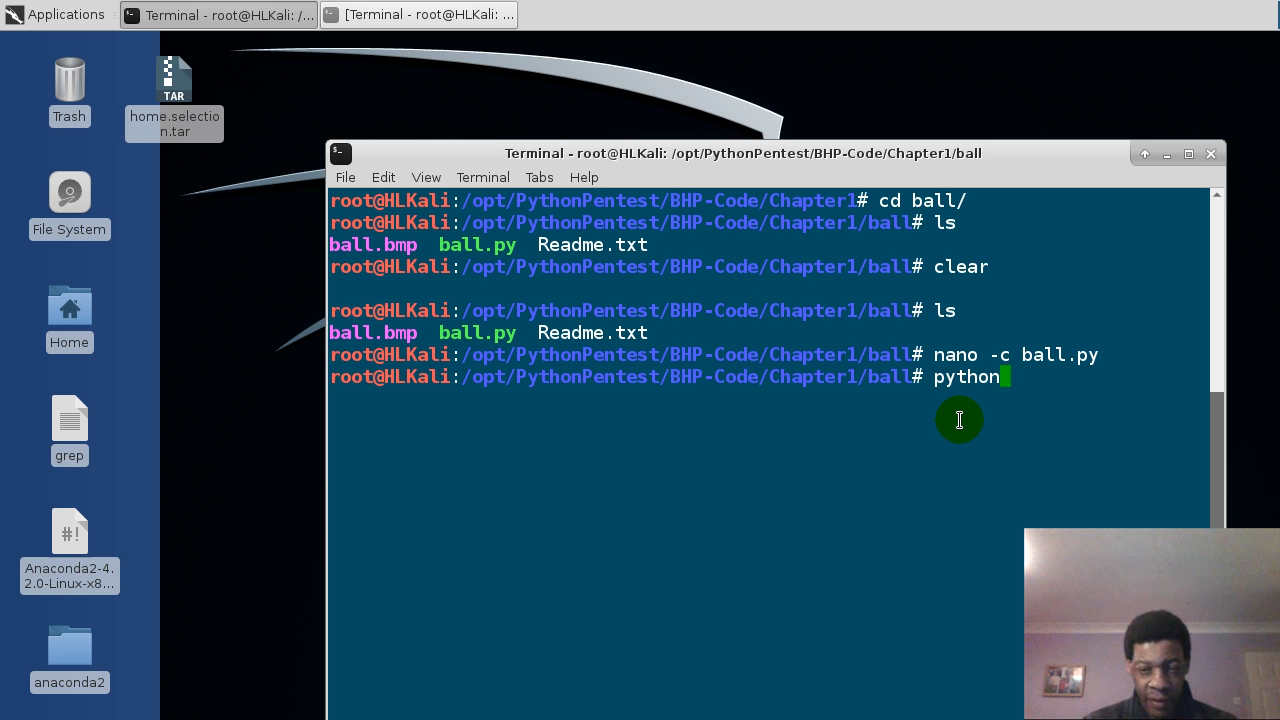 Applications
Terminal - root@HLKali: /...
[Terminal - root@HLKali: ...
Trash
TAR
home.selectio
n.tar
File System
Home
grep
#!
Anaconda2-4.
2.0-Linux-x8...
anaconda2
Terminal - root@HLKali: /opt/PythonPentest/BHP-Code/Chapter1/ball
File Edit View Terminal Tabs Help
root@HLKali:/opt/PythonPentest/BHP-Code/Chapter1# cd ball/
root@HLKali:/opt/PythonPentest/BHP-Code/Chapter1/ball# ls
ball.bmp ball.py Readme.txt
root@HLKali:/opt/PythonPentest/BHP-Code/Chapter1/ball# clear
root@HLKali:/opt/PythonPentest/BHP-Code/Chapter1/ball# ls
ball.bmp ball.py Readme.txt
root@HLKali:/opt/PythonPentest/BHP-Code/Chapter1/ball# nano -c ball.py
root@HLKali:/opt/PythonPentest/BHP-Code/Chapter1/ball# python